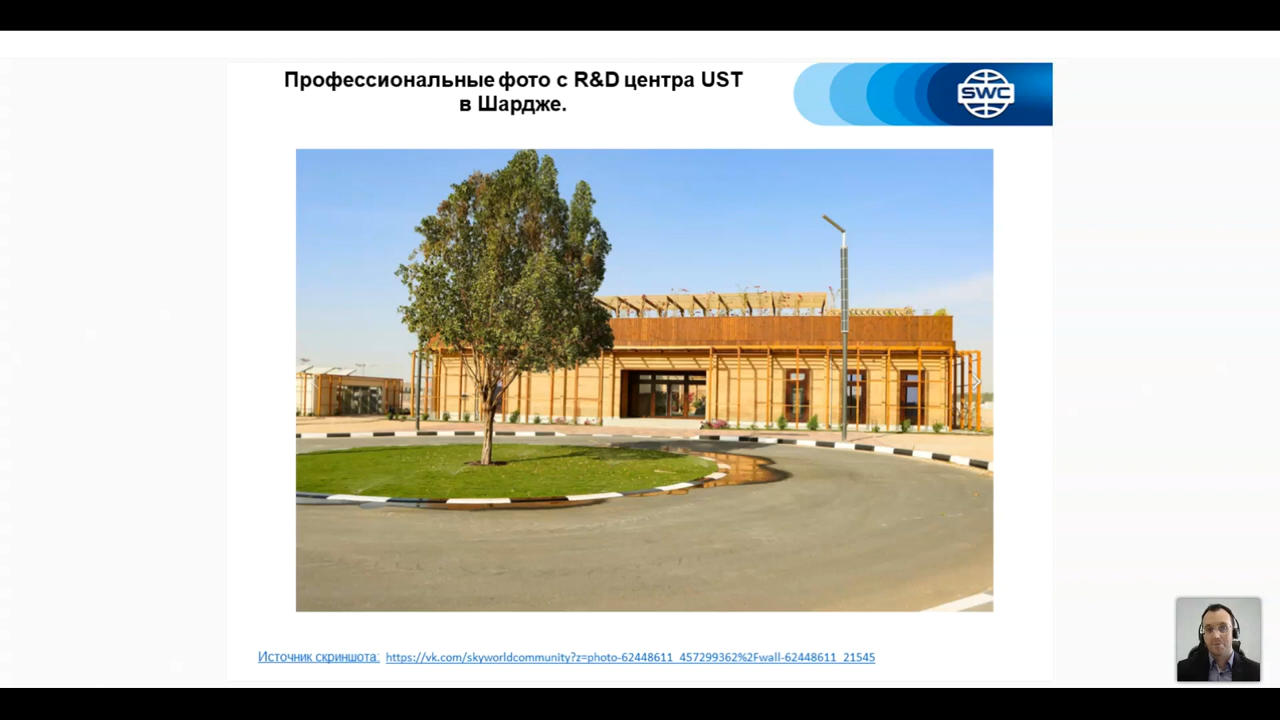 Профессиональные фото с R&D центра UST
в Шардже.
SWC
Источник скриншота: https://vk.com/skyworldcommunity?z=photo-62448611_457299362%2Fwall-62448611_21545